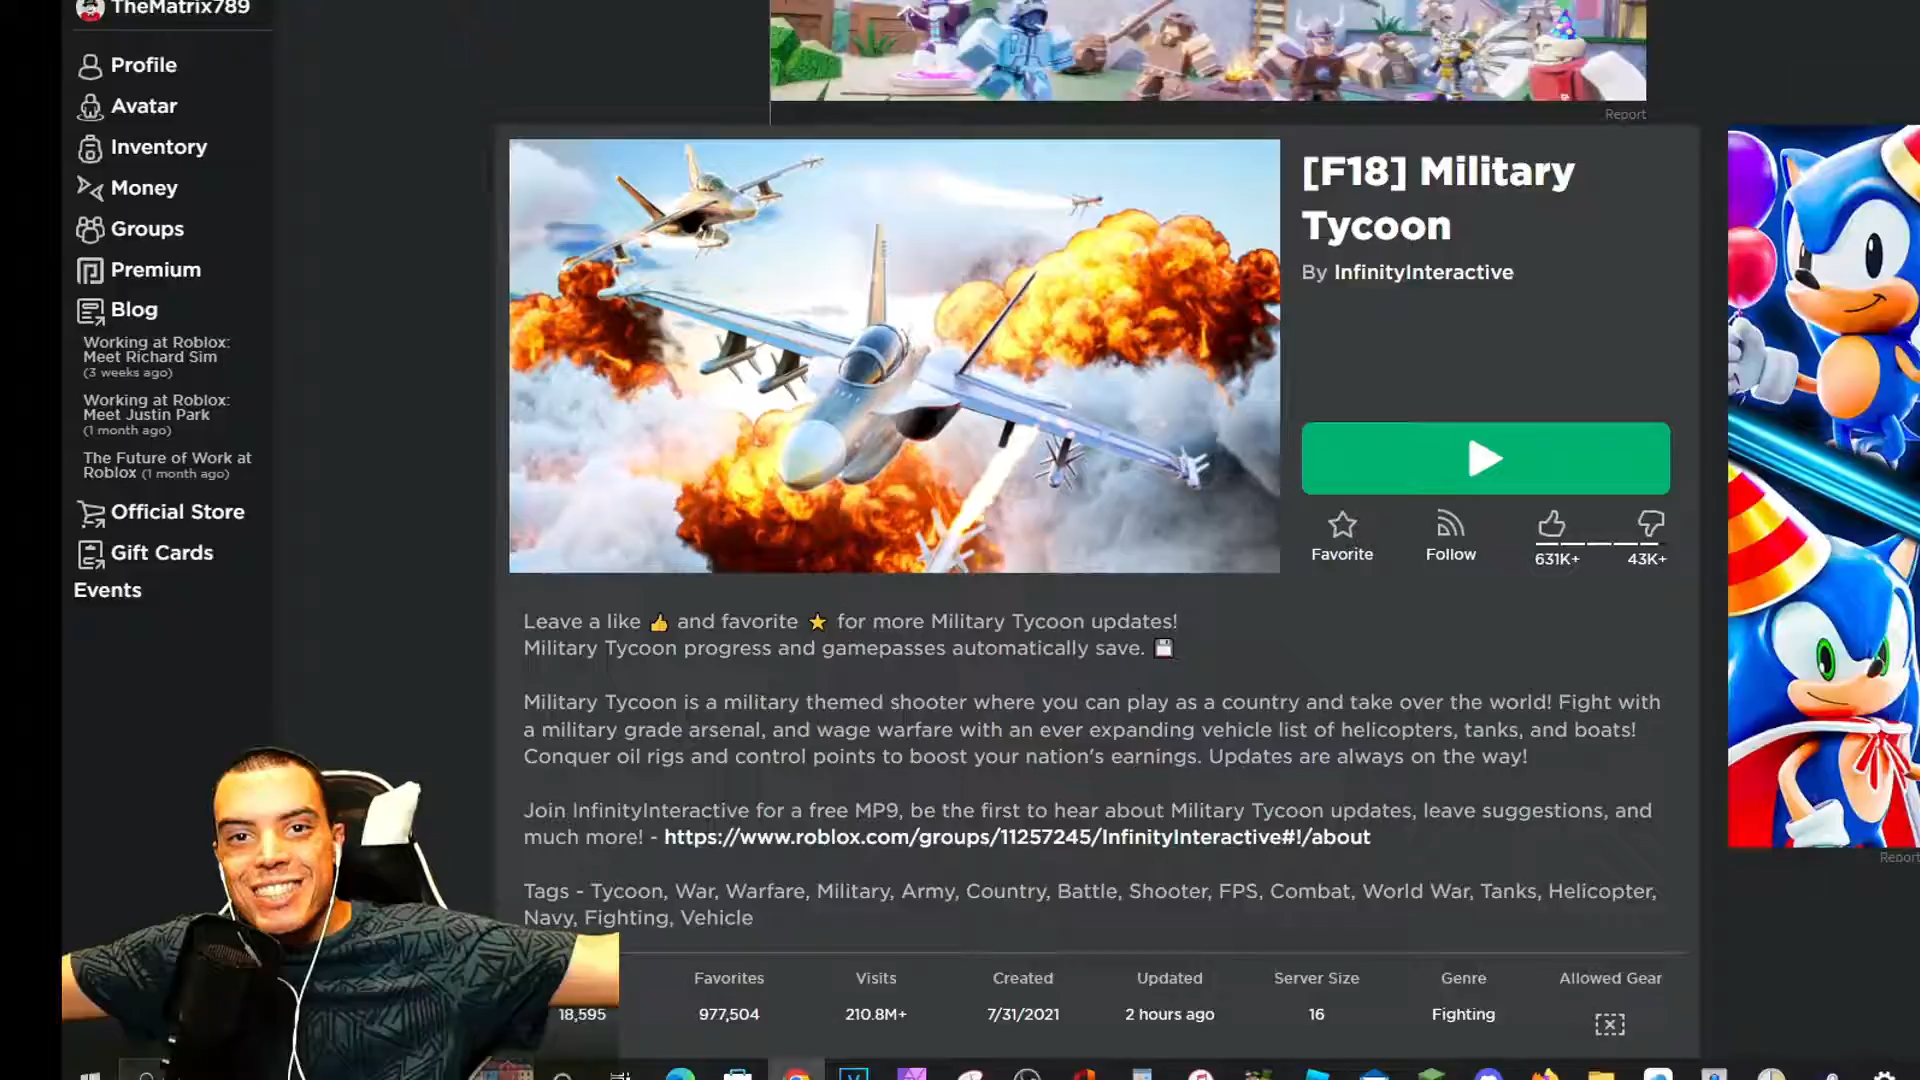 TheMatrix789
Profile
Avatar
Inventory
Money
Groups
Premium
Blog
Working at Roblox:
Meet Richard Sim
(3 weeks ago)
Working at Roblox:
Meet Justin Park
(1 month ago)
The Future of Work at
Roblox (1 month ago)
Official Store
Gift Cards
Events
Report
[F18] Military
Tycoon
By InfinityInteractive
Favorite
Follow
631K+
43K+
Leave a like 👍 and favorite ⭐ for more Military Tycoon updates!
Military Tycoon progress and gamepasses automatically save. 💾
Military Tycoon is a military themed shooter where you can play as a country and take over the world! Fight with
a military grade arsenal, and wage warfare with an ever expanding vehicle list of helicopters, tanks, and boats!
Conquer oil rigs and control points to boost your nation's earnings. Updates are always on the way!
Join InfinityInteractive for a free MP9, be the first to hear about Military Tycoon updates, leave suggestions, and
much more! - https://www.roblox.com/groups/11257245/InfinityInteractive#!/about
Tags - Tycoon, War, Warfare, Military, Army, Country, Battle, Shooter, FPS, Combat, World War, Tanks, Helicopter,
Navy, Fighting, Vehicle
Favorites Visits Created Updated Server Size Genre Allowed Gear
18,595 977,504 210.8M+ 7/31/2021 2 hours ago 16 Fighting
Report